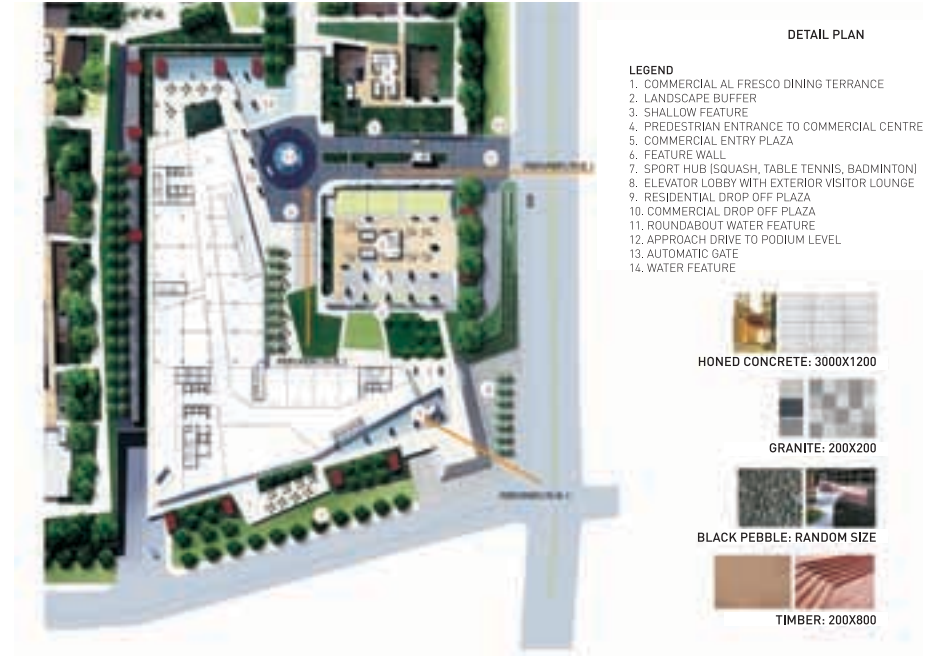 DETAIL PLAN
LEGEND
1. COMMERCIAL AL FRESCO DINING TERRANCE
2. LANDSCAPE BUFFER
3. SHALLOW FEATURE
4. PREDESTRIAN ENTRANCE TO COMMERCIAL CENTRE
5. COMMERCIAL ENTRY PLAZA
6. FEATURE WALL
7. SPORT HUB (SQUASH, TABLE TENNIS, BADMINTON)
8. ELEVATOR LOBBY WITH EXTERIOR VISITOR LOUNGE
9. RESIDENTIAL DROP OFF PLAZA
10. COMMERCIAL DROP OFF PLAZA
11. ROUNDABOUT WATER FEATURE
12. APPROACH DRIVE TO PODIUM LEVEL
13. AUTOMATIC GATE
14. WATER FEATURE
HONED CONCRETE: 3000X1200
GRANITE: 200X200
BLACK PEBBLE: RANDOM SIZE
TIMBER: 200X800